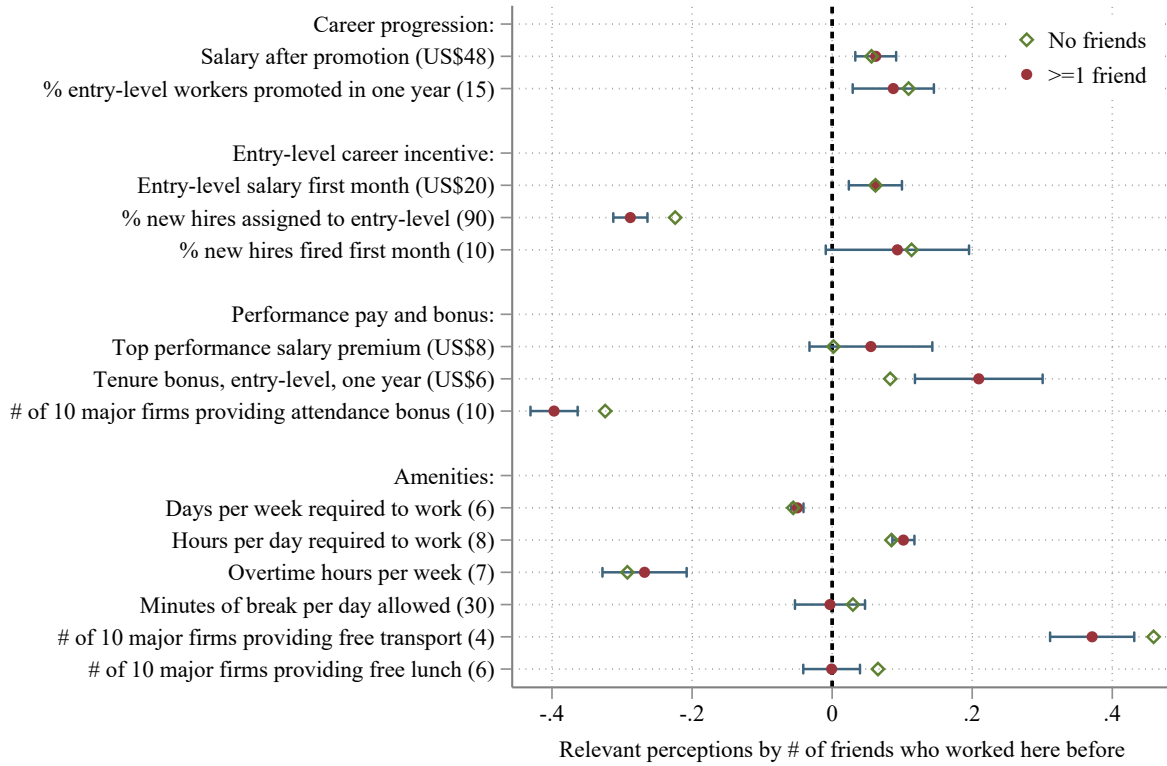 Career progression:
No friends
Salary after promotion (US$48)
>=1 friend
% entry-level workers promoted in one year (15)
Entry-level career incentive:
Entry-level salary first month (US$20)
% new hires assigned to entry-level (90)
% new hires fired first month (10)
Performance pay and bonus:
Top performance salary premium (US$8)
Tenure bonus, entry-level, one year (US$6)
# of 10 major firms providing attendance bonus (10)
Amenities:
Days per week required to work (6)
Hours per day required to work (8)
Overtime hours per week (7)
Minutes of break per day allowed (30)
# of 10 major firms providing free transport (4)
# of 10 major firms providing free lunch (6)
-.4 -.2 0 .2 .4
Relevant perceptions by # of friends who worked here before